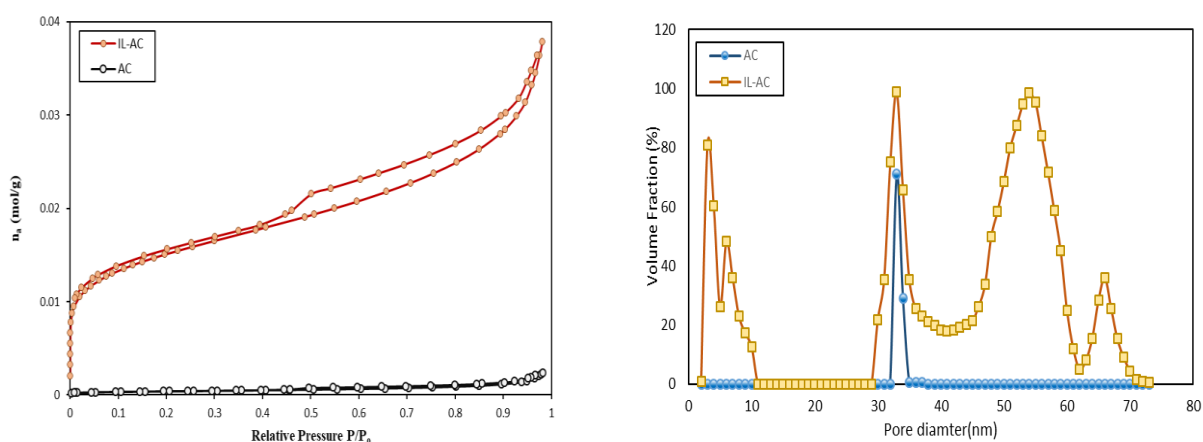 0.04
0.03
0.02
0.01
0
nₐ (mol/g)
IL-AC
AC
0 0.1 0.2 0.3 0.4 0.5 0.6 0.7 0.8 0.9 1
Relative Pressure P/P₀
120
100
80
60
40
20
0
Volume Fraction (%)
AC
IL-AC
0 10 20 30 40 50 60 70 80
Pore diamter(nm)